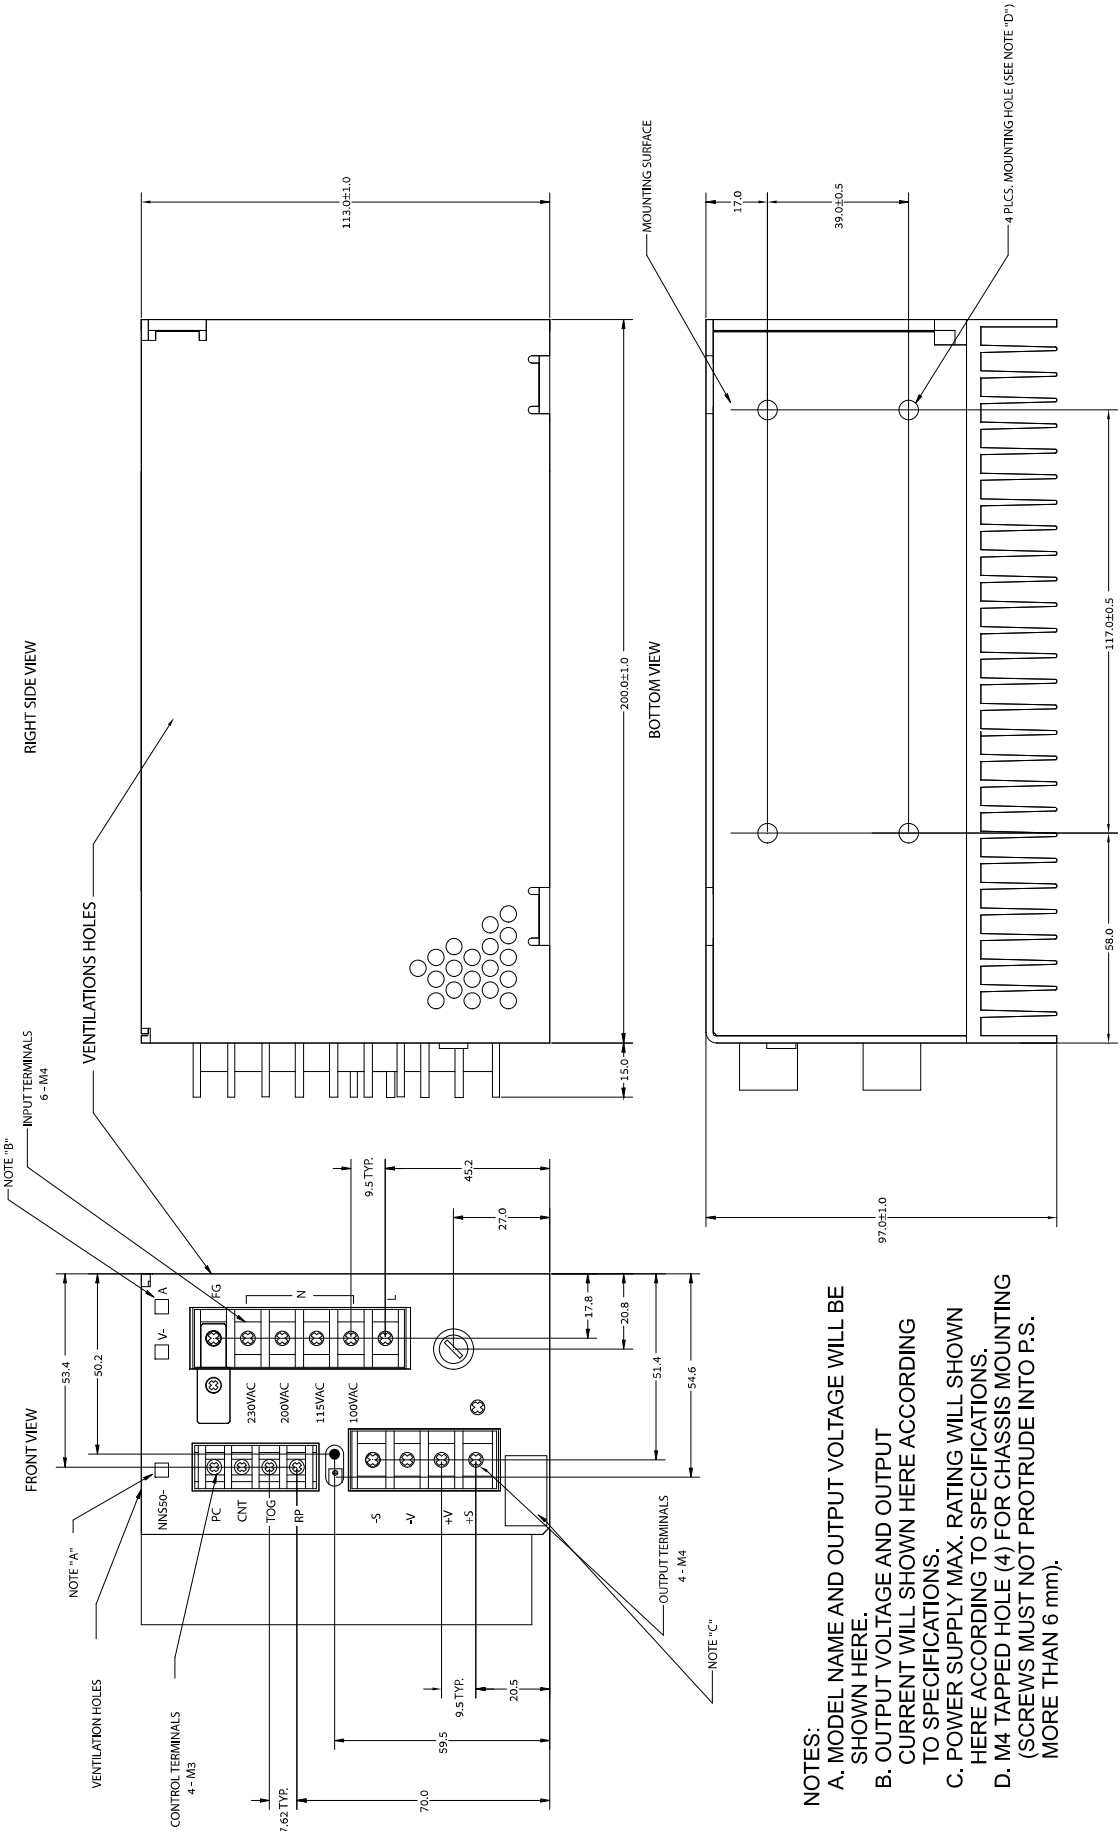 FRONT VIEW
RIGHT SIDE VIEW
BOTTOM VIEW
NOTE "A"
NOTE "B"
INPUT TERMINALS
6 - M4
VENTILATIONS HOLES
VENTILATION HOLES
CONTROL TERMINALS
4 - M3
53.4
50.2
NNS50-
V-
A
PC
CNT
TOG
RP
FG
N
L
230VAC
200VAC
115VAC
100VAC
-S
-V
+V
+S
9.5 TYP.
45.2
27.0
17.8
20.8
51.4
54.6
7.62 TYP.
70.0
59.5
9.5 TYP.
20.5
OUTPUT TERMINALS
4 - M4
NOTE "C"
113.0±1.0
200.0±1.0
15.0
MOUNTING SURFACE
17.0
39.0±0.5
4 PLCS. MOUNTING HOLE (SEE NOTE "D")
97.0±1.0
58.0
117.0±0.5
NOTES:
A. MODEL NAME AND OUTPUT VOLTAGE WILL BE
SHOWN HERE.
B. OUTPUT VOLTAGE AND OUTPUT
CURRENT WILL SHOWN HERE ACCORDING
TO SPECIFICATIONS.
C. POWER SUPPLY MAX. RATING WILL SHOWN
HERE ACCORDING TO SPECIFICATIONS.
D. M4 TAPPED HOLE (4) FOR CHASSIS MOUNTING
(SCREWS MUST NOT PROTRUDE INTO P.S.
MORE THAN 6 mm).